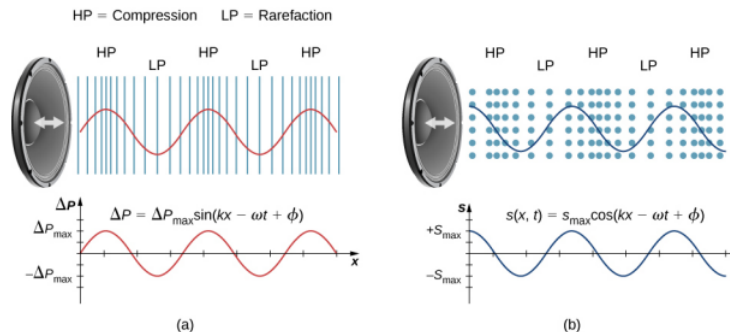 HP = Compression LP = Rarefaction
HP HP HP
LP LP
ΔP
ΔP = ΔPmaxsin(kx − ωt + ϕ)
ΔPmax
x
−ΔPmax
(a)
HP HP HP
LP LP
s
s(x, t) = smaxcos(kx − ωt + ϕ)
+Smax
−Smax
(b)